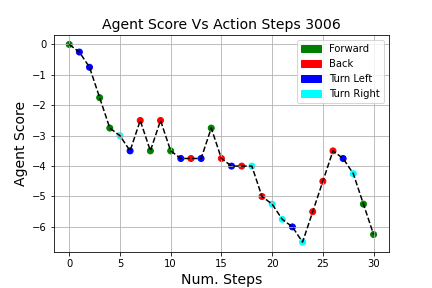 Agent Score Vs Action Steps 3006
Forward
Back
Turn Left
Turn Right
Agent Score
0
−1
−2
−3
−4
−5
−6
0 5 10 15 20 25 30
Num. Steps